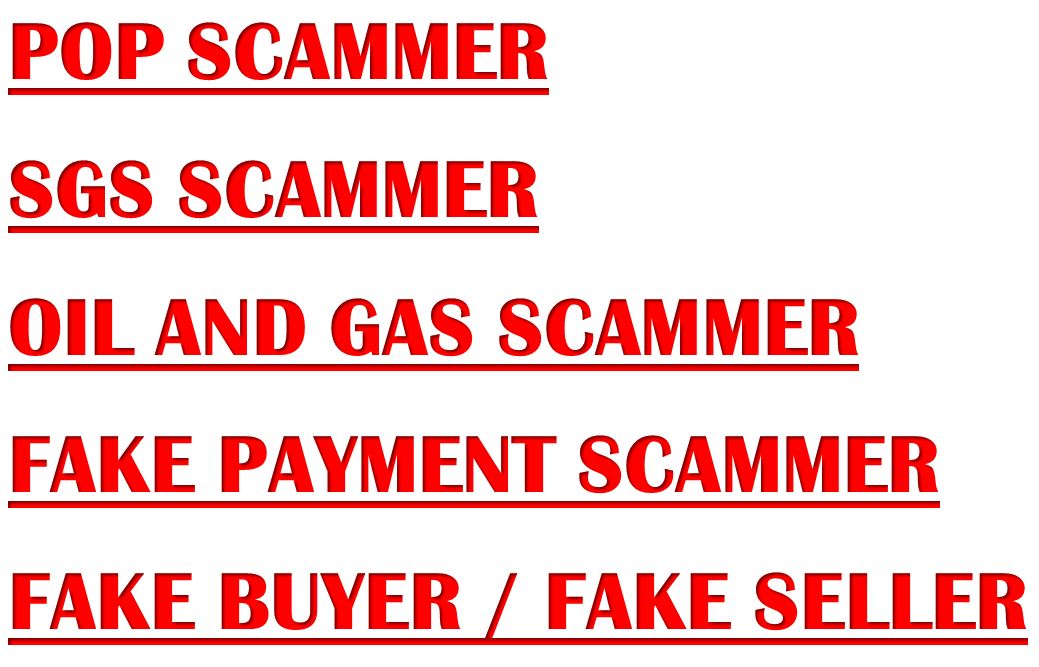 POP SCAMMER
SGS SCAMMER
OIL AND GAS SCAMMER
FAKE PAYMENT SCAMMER
FAKE BUYER / FAKE SELLER